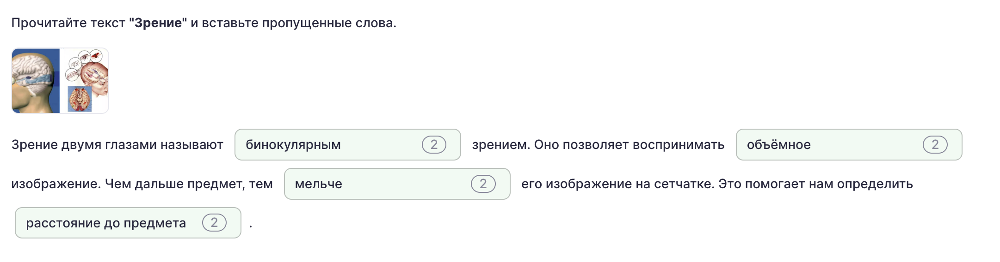 Прочитайте текст "Зрение" и вставьте пропущенные слова.
Зрение двумя глазами называют бинокулярным 2 зрением. Оно позволяет воспринимать объёмное 2
изображение. Чем дальше предмет, тем мельче 2 его изображение на сетчатке. Это помогает нам определить
расстояние до предмета 2 .